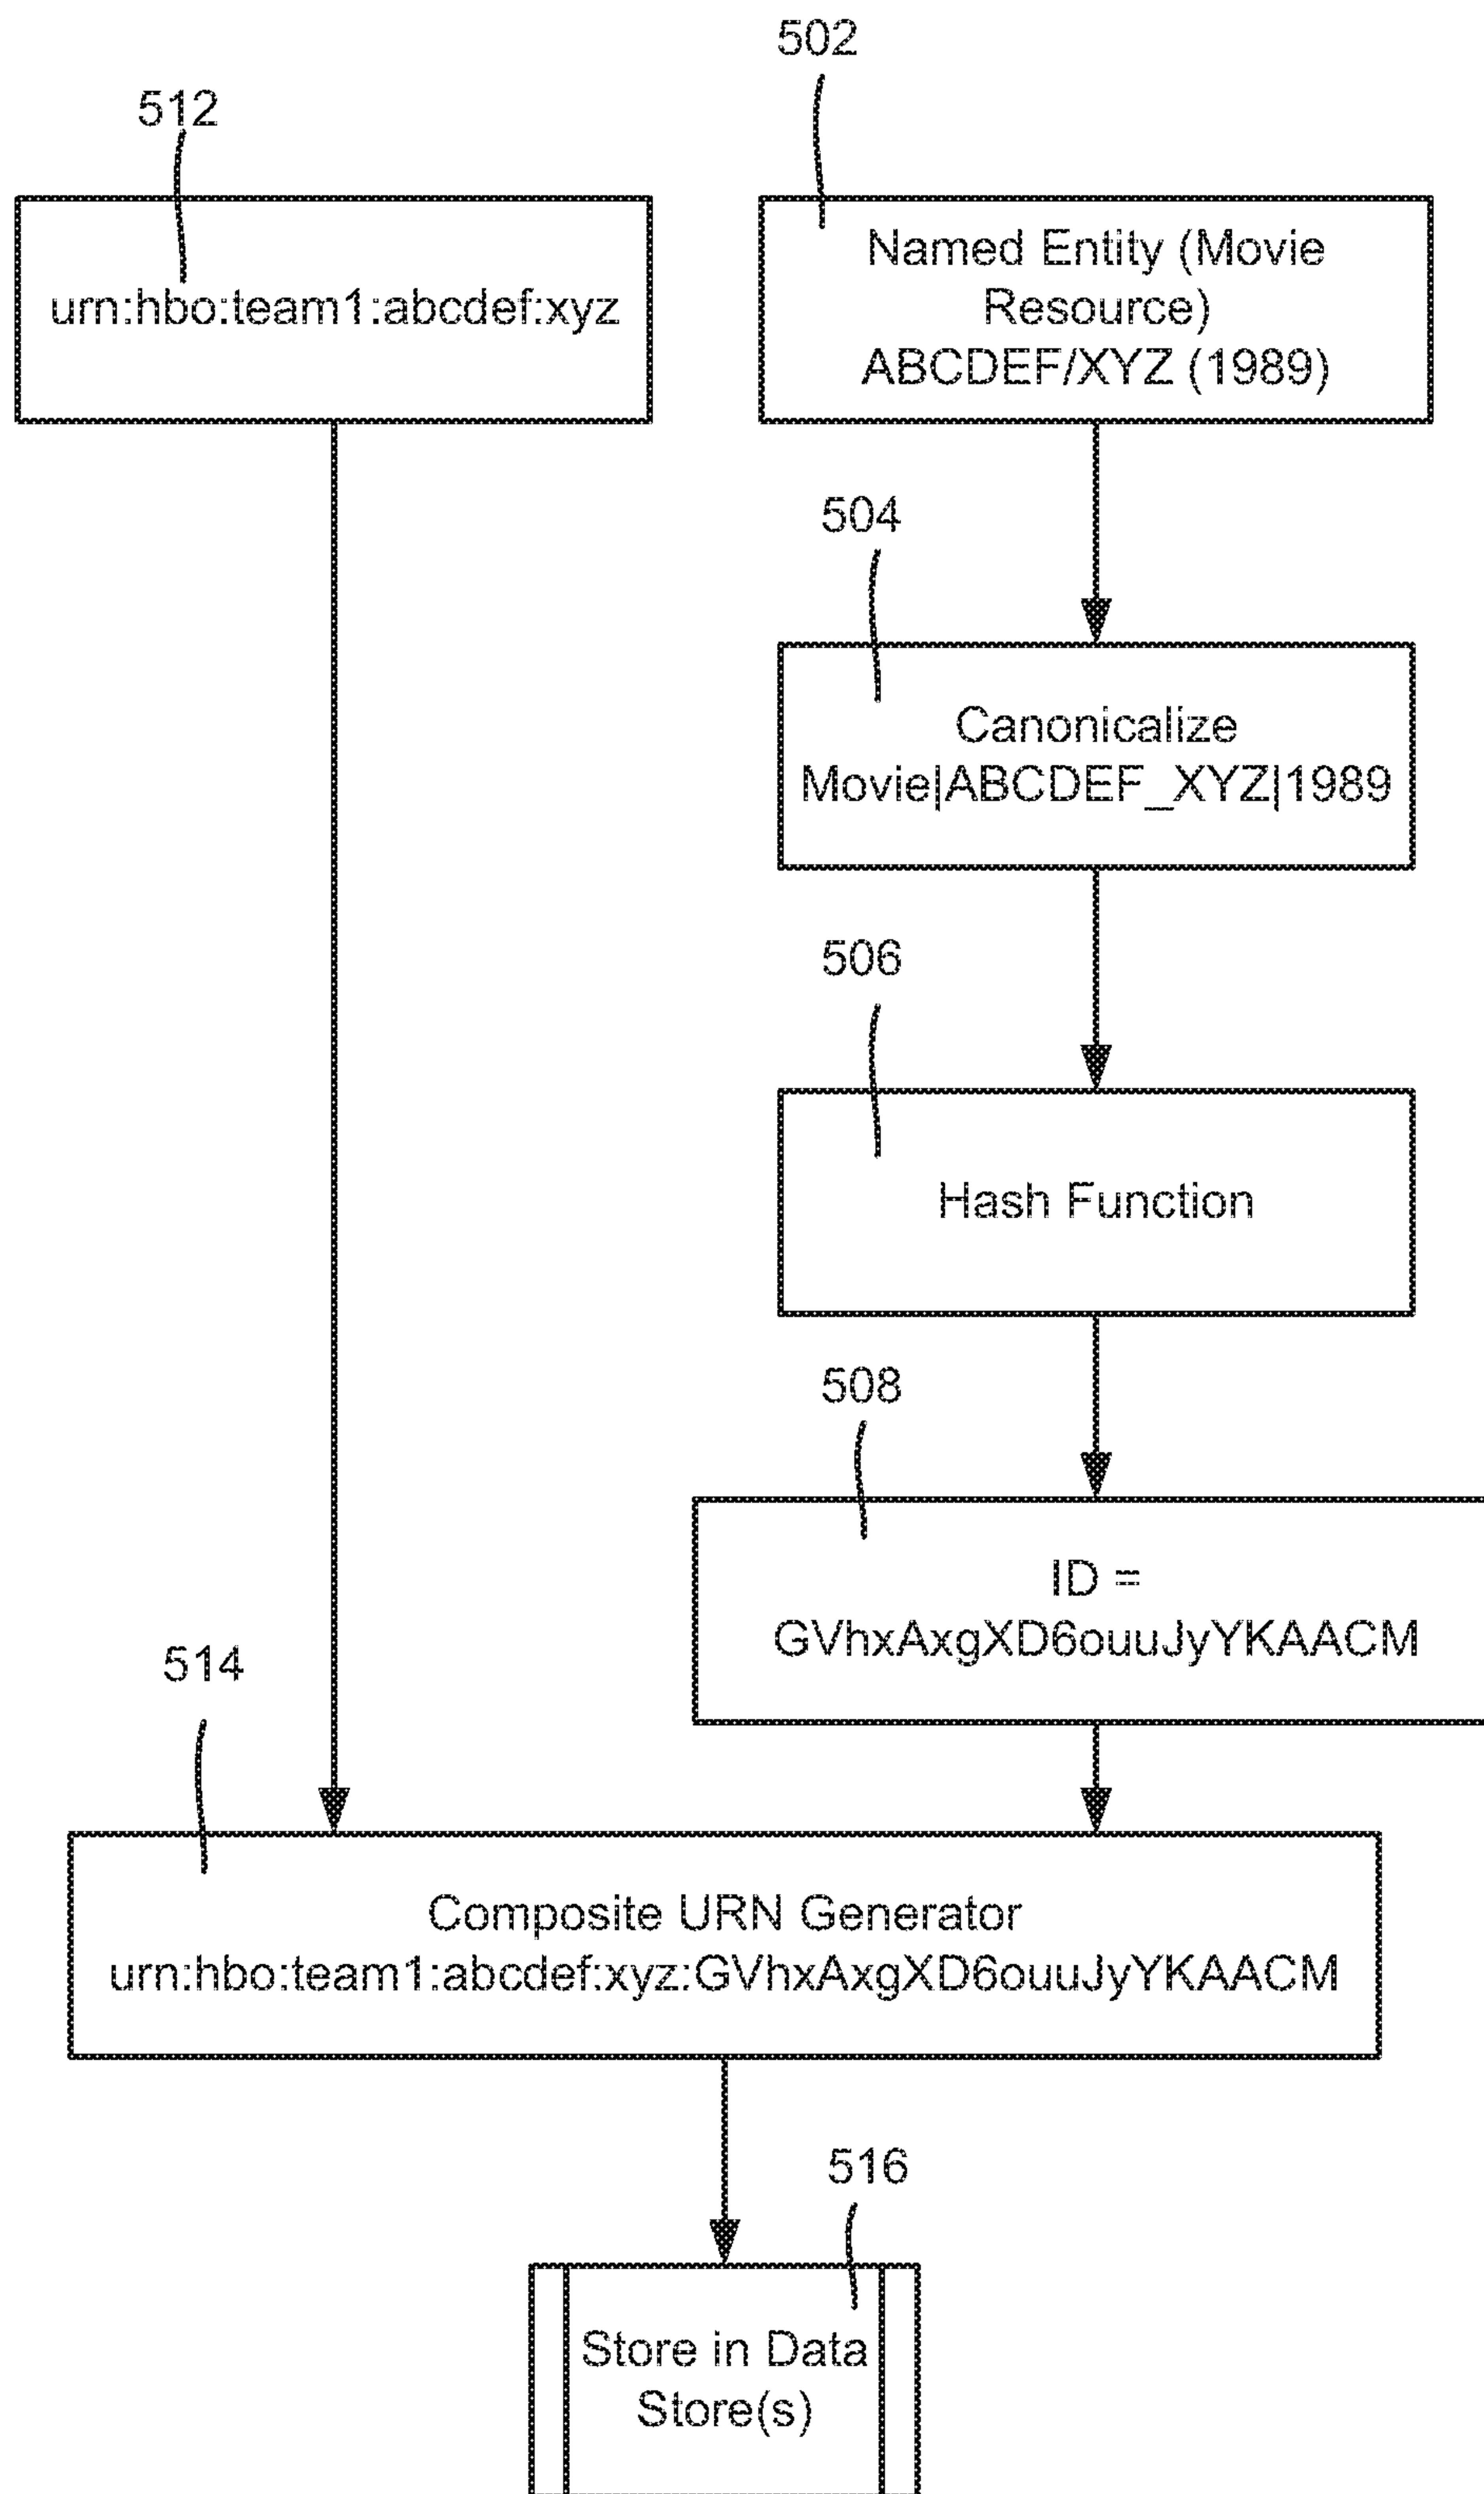 502
512
urn:hbo:team1:abcdef:xyz
Named Entity (Movie
Resource)
ABCDEF/XYZ (1989)
504
Canonicalize
Movie|ABCDEF_XYZ|1989
506
Hash Function
508
ID =
GVhxAxgXD6ouuJyYKAACM
514
Composite URN Generator
urn:hbo:team1:abcdef:xyz:GVhxAxgXD6ouuJyYKAACM
516
Store in Data
Store(s)